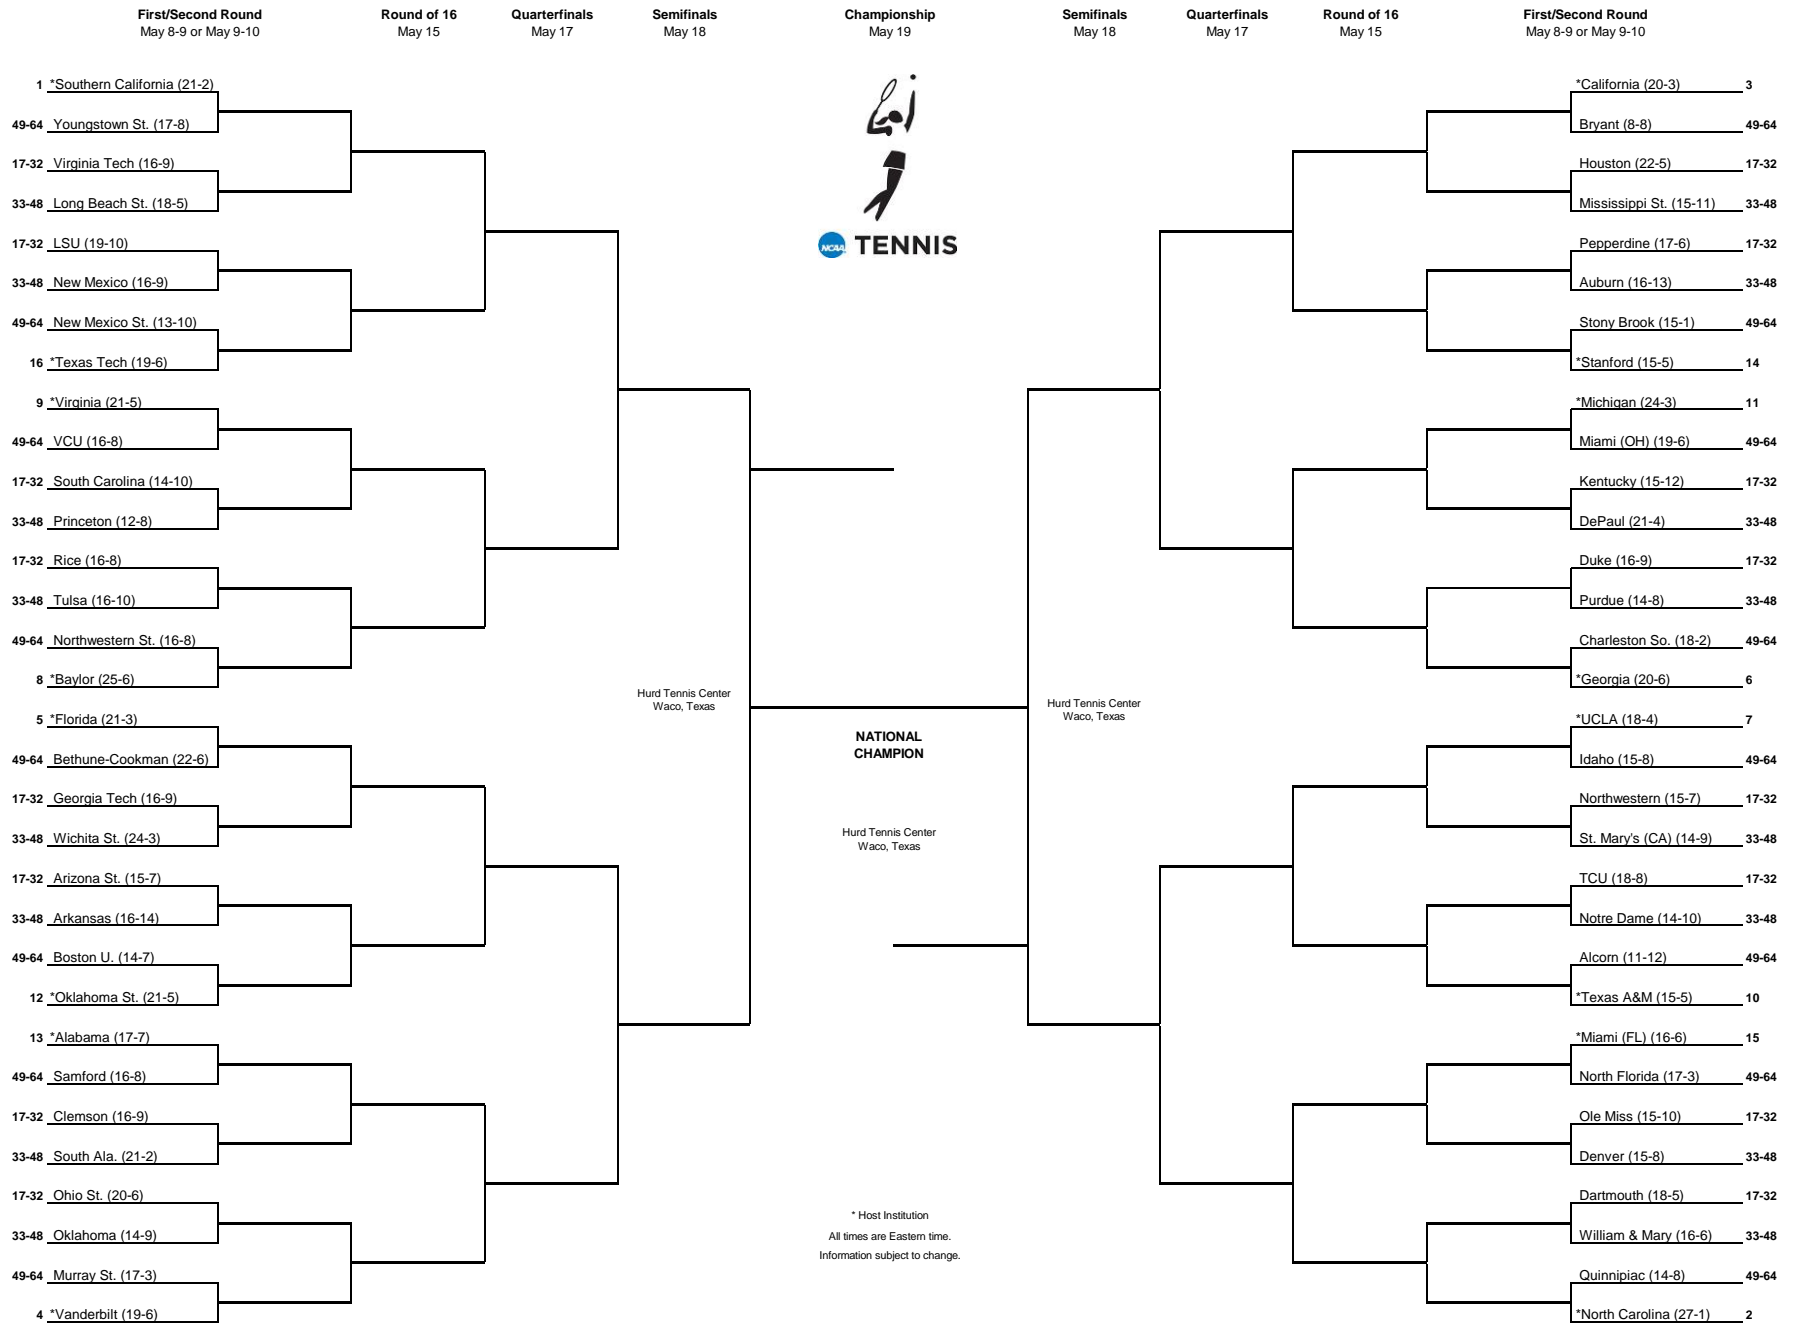 First/Second Round
May 8-9 or May 9-10
Round of 16
May 15
Quarterfinals
May 17
Semifinals
May 18
Championship
May 19
Semifinals
May 18
Quarterfinals
May 17
Round of 16
May 15
First/Second Round
May 8-9 or May 9-10
1 *Southern California (21-2)
49-64 Youngstown St. (17-8)
17-32 Virginia Tech (16-9)
33-48 Long Beach St. (18-5)
17-32 LSU (19-10)
33-48 New Mexico (16-9)
49-64 New Mexico St. (13-10)
16 *Texas Tech (19-6)
9 *Virginia (21-5)
49-64 VCU (16-8)
17-32 South Carolina (14-10)
33-48 Princeton (12-8)
17-32 Rice (16-8)
33-48 Tulsa (16-10)
49-64 Northwestern St. (16-8)
8 *Baylor (25-6)
5 *Florida (21-3)
49-64 Bethune-Cookman (22-6)
17-32 Georgia Tech (16-9)
33-48 Wichita St. (24-3)
17-32 Arizona St. (15-7)
33-48 Arkansas (16-14)
49-64 Boston U. (14-7)
12 *Oklahoma St. (21-5)
13 *Alabama (17-7)
49-64 Samford (16-8)
17-32 Clemson (16-9)
33-48 South Ala. (21-2)
17-32 Ohio St. (20-6)
33-48 Oklahoma (14-9)
49-64 Murray St. (17-3)
4 *Vanderbilt (19-6)
NCAA TENNIS
Hurd Tennis Center
Waco, Texas
NATIONAL
CHAMPION
Hurd Tennis Center
Waco, Texas
Hurd Tennis Center
Waco, Texas
* Host Institution
All times are Eastern time.
Information subject to change.
*California (20-3) 3
Bryant (8-8) 49-64
Houston (22-5) 17-32
Mississippi St. (15-11) 33-48
Pepperdine (17-6) 17-32
Auburn (16-13) 33-48
Stony Brook (15-1) 49-64
*Stanford (15-5) 14
*Michigan (24-3) 11
Miami (OH) (19-6) 49-64
Kentucky (15-12) 17-32
DePaul (21-4) 33-48
Duke (16-9) 17-32
Purdue (14-8) 33-48
Charleston So. (18-2) 49-64
*Georgia (20-6) 6
*UCLA (18-4) 7
Idaho (15-8) 49-64
Northwestern (15-7) 17-32
St. Mary's (CA) (14-9) 33-48
TCU (18-8) 17-32
Notre Dame (14-10) 33-48
Alcorn (11-12) 49-64
*Texas A&M (15-5) 10
*Miami (FL) (16-6) 15
North Florida (17-3) 49-64
Ole Miss (15-10) 17-32
Denver (15-8) 33-48
Dartmouth (18-5) 17-32
William & Mary (16-6) 33-48
Quinnipiac (14-8) 49-64
*North Carolina (27-1) 2